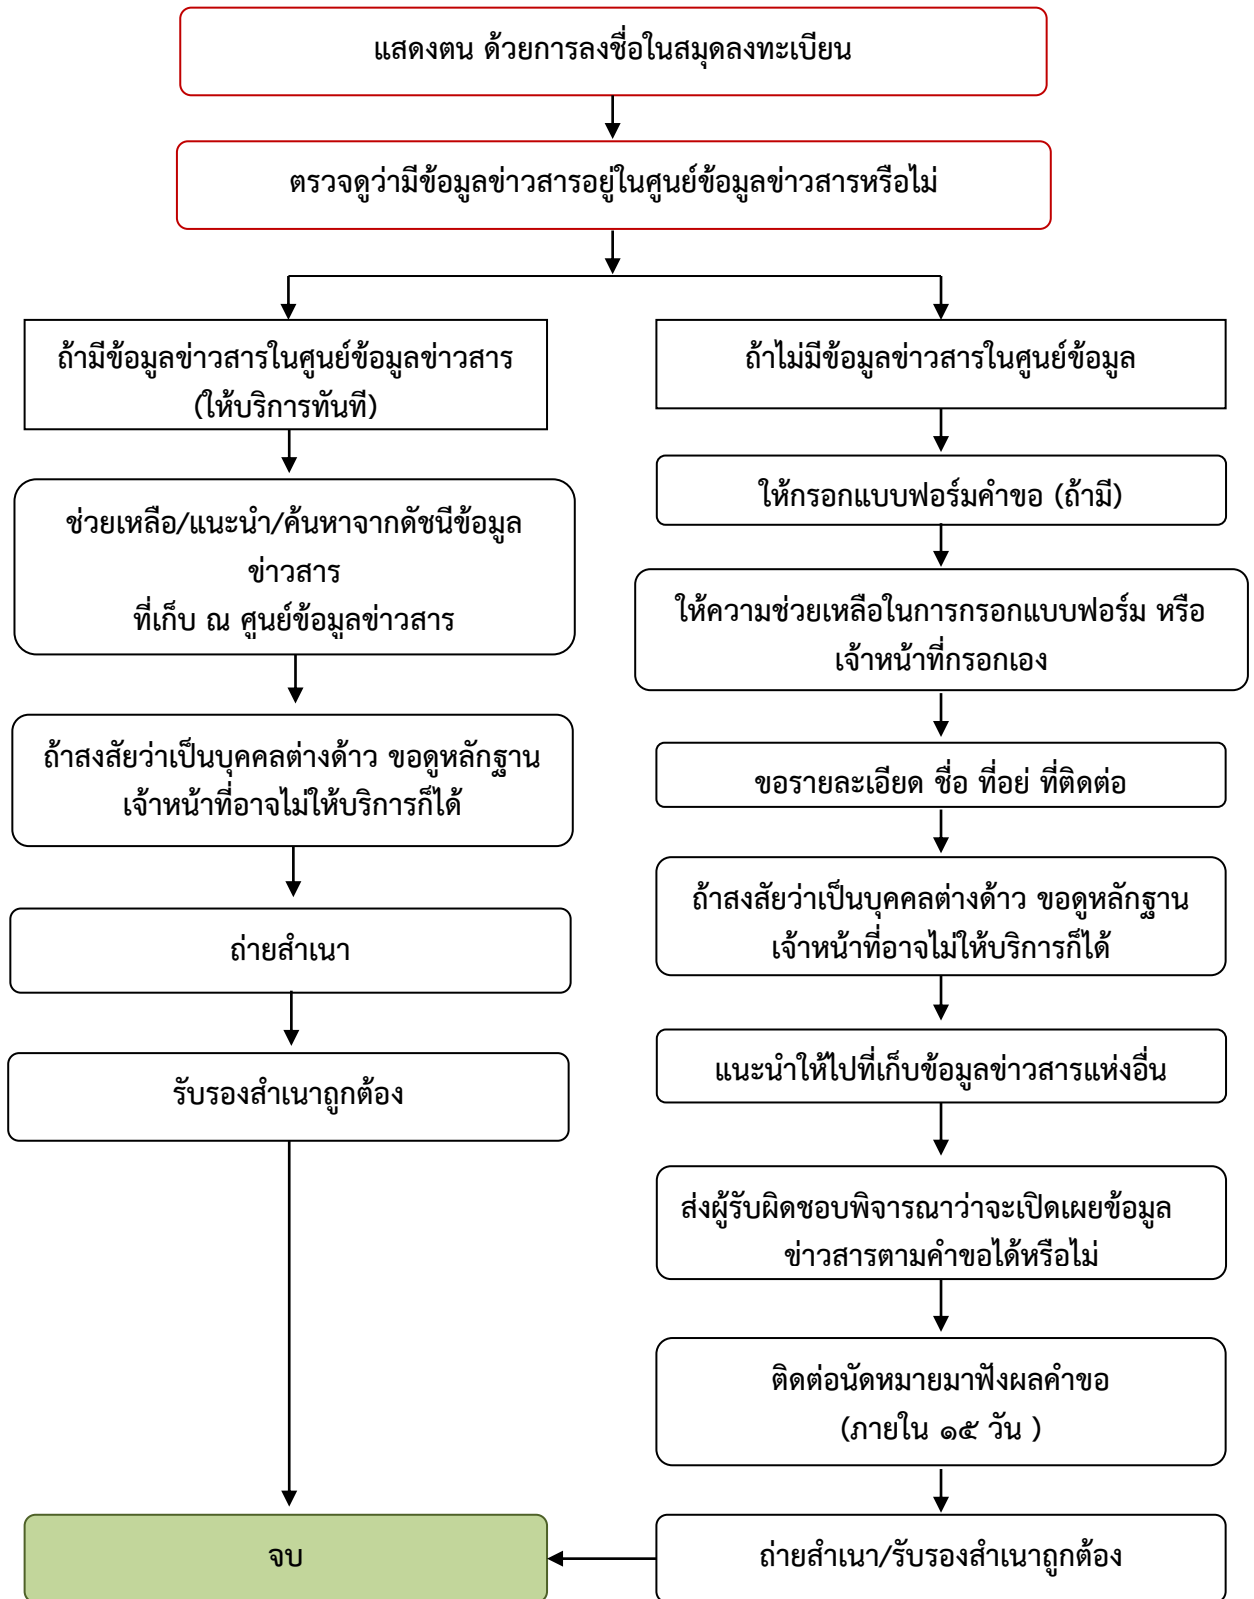 แสดงตน ด้วยการลงชื่อในสมุดลงทะเบียน
ตรวจดูว่ามีข้อมูลข่าวสารอยู่ในศูนย์ข้อมูลข่าวสารหรือไม่
ถ้ามีข้อมูลข่าวสารในศูนย์ข้อมูลข่าวสาร
(ให้บริการทันที)
ช่วยเหลือ/แนะนำ/ค้นหาจากดัชนีข้อมูล
ข่าวสาร
ที่เก็บ ณ ศูนย์ข้อมูลข่าวสาร
ถ้าสงสัยว่าเป็นบุคคลต่างด้าว ขอดูหลักฐาน
เจ้าหน้าที่อาจไม่ให้บริการก็ได้
ถ่ายสำเนา
รับรองสำเนาถูกต้อง
ถ้าไม่มีข้อมูลข่าวสารในศูนย์ข้อมูล
ให้กรอกแบบฟอร์มคำขอ (ถ้ามี)
ให้ความช่วยเหลือในการกรอกแบบฟอร์ม หรือ
เจ้าหน้าที่กรอกเอง
ขอรายละเอียด ชื่อ ที่อย่ ที่ติดต่อ
ถ้าสงสัยว่าเป็นบุคคลต่างด้าว ขอดูหลักฐาน
เจ้าหน้าที่อาจไม่ให้บริการก็ได้
แนะนำให้ไปที่เก็บข้อมูลข่าวสารแห่งอื่น
ส่งผู้รับผิดชอบพิจารณาว่าจะเปิดเผยข้อมูล
ข่าวสารตามคำขอได้หรือไม่
ติดต่อนัดหมายมาฟังผลคำขอ
(ภายใน ๑๕ วัน )
ถ่ายสำเนา/รับรองสำเนาถูกต้อง
จบ